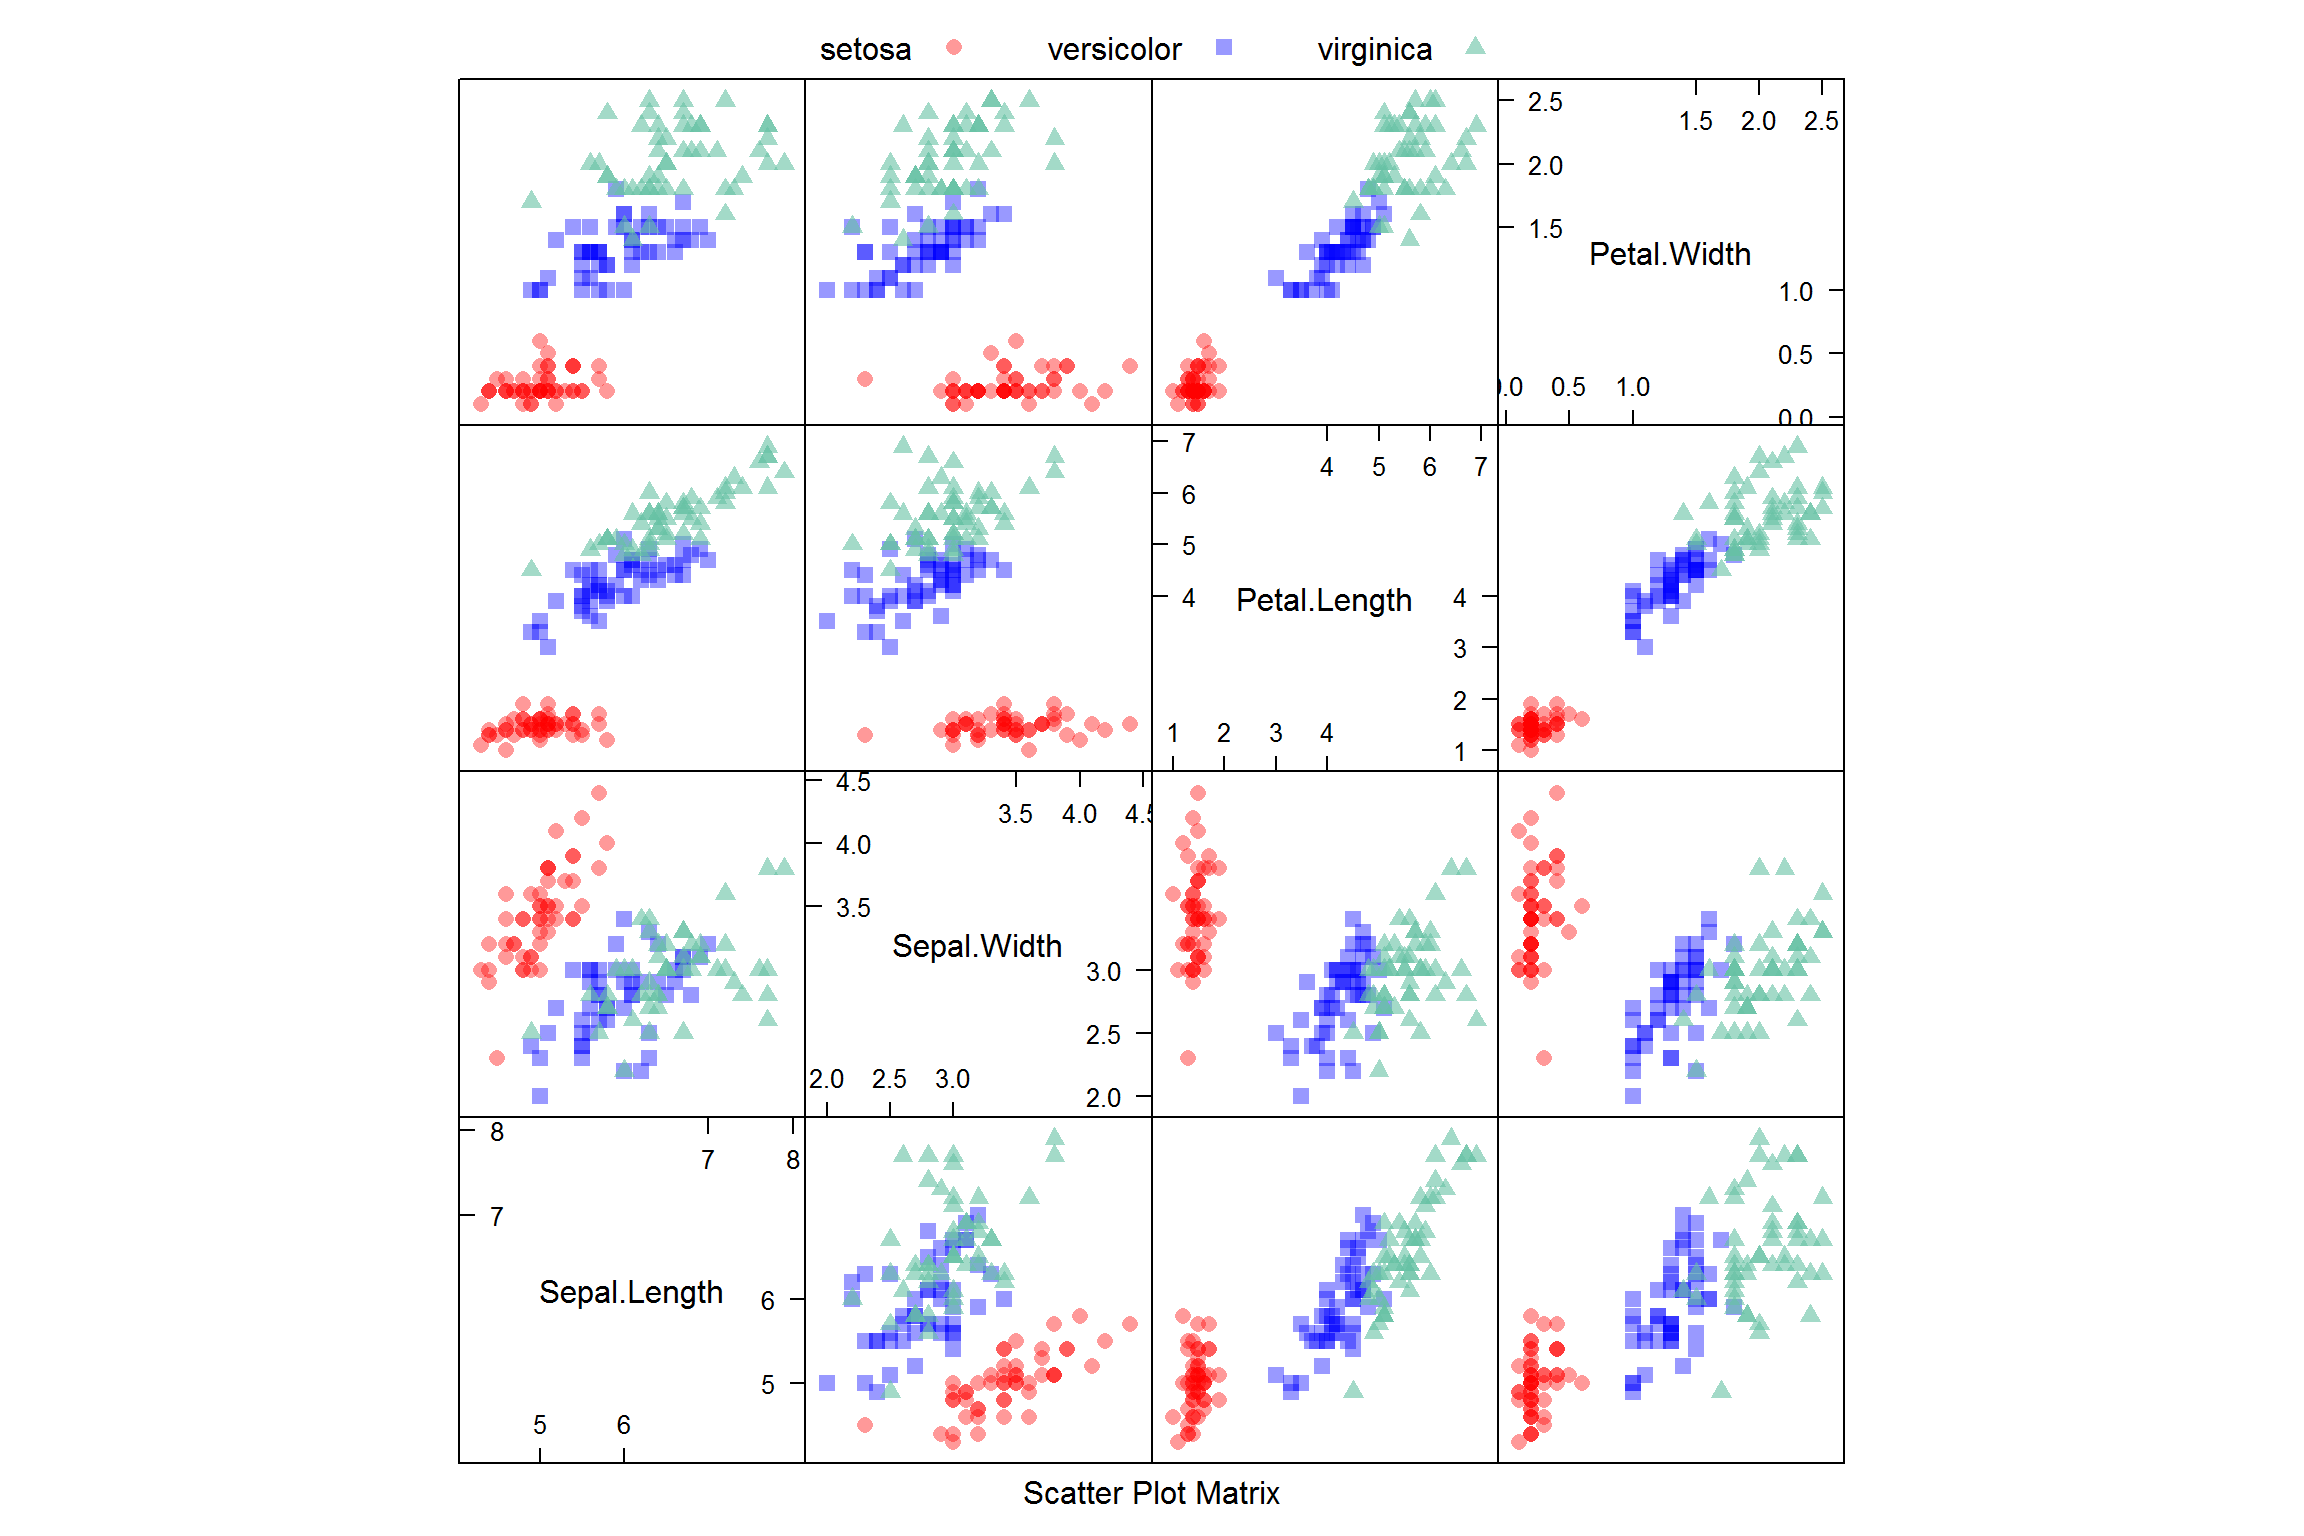 setosa versicolor virginica
2.5 1.5 2.0 2.5
2.0
1.5
Petal.Width
1.0
0.5
0.5 1.0
0.0
7 4 5 6 7
6
5
4 Petal.Length 4
3
2
1 2 3 4 1
4.5
4.0 3.5 4.0
3.5
Sepal.Width
3.0
2.5
2.0 2.5 3.0 2.0
8 7 8
7
Sepal.Length 6
5
5 6
Scatter Plot Matrix